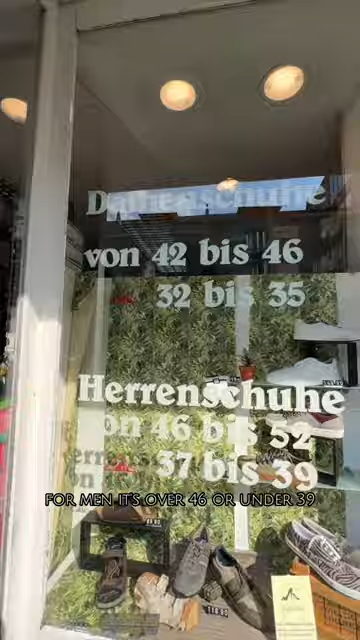 Damenschuhe
von 42 bis 46
32 bis 35
Herrenschuhe
von 46 bis 52
37 bis 39
FOR MEN IT'S OVER 46 OR UNDER 39